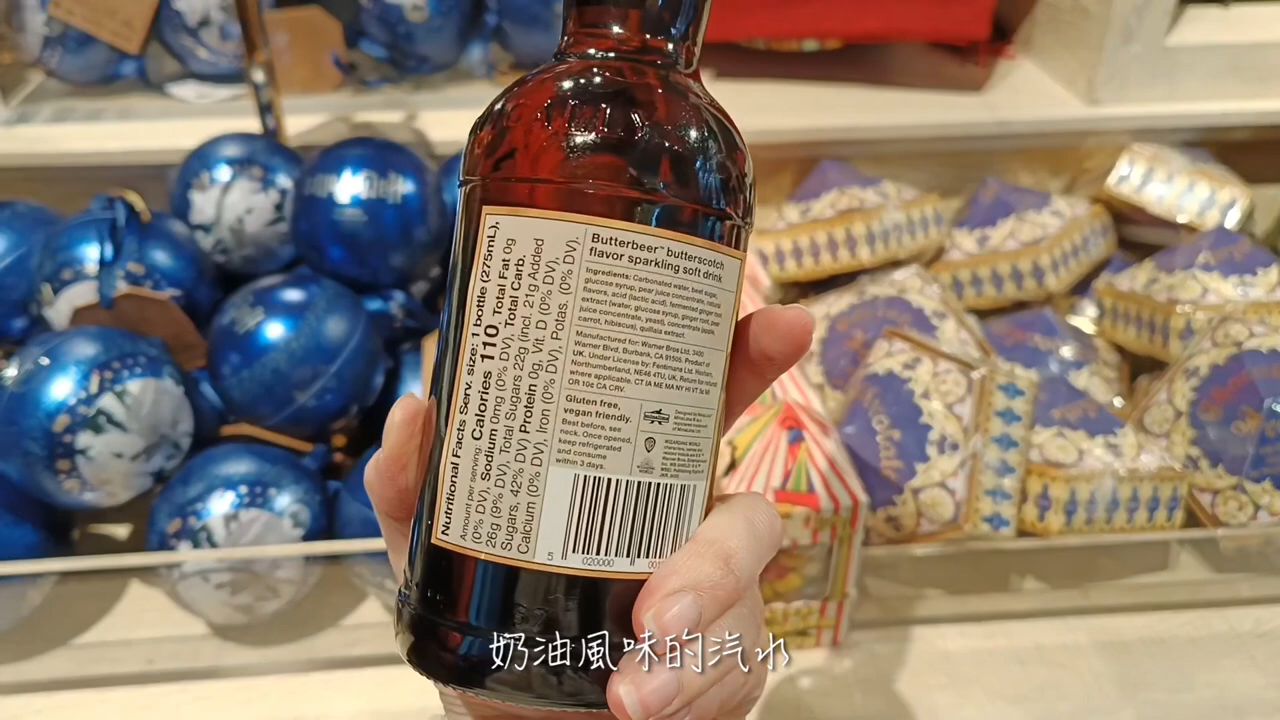 Nutritional Facts Serv. size: 1 bottle (275mL),
Amount per serving: Calories 110, Total Fat 0g
(0% DV), Sodium 0mg (0% DV), Total Carb.
26g (9% DV), Total Sugars 22g (incl. 21g Added
Sugars, 42% DV) Protein 0g, Vit. D (0% DV),
Calcium (0% DV), Iron (0% DV), Potas. (0% DV).
Butterbeer™ butterscotch
flavor sparkling soft drink
Ingredients: Carbonated water, beet sugar,
glucose syrup, pear juice concentrate, natural
flavors, acid (lactic acid), fermented ginger root
extract (water, glucose syrup, ginger root, pear
juice concentrate, yeast), concentrate (apple,
carrot, hibiscus), quillaia extract.
Manufactured for: Warner Bros Ltd, 3400
Warner Blvd, Burbank, CA 91505. Product of
UK. Under License by: Fentimans Ltd. Hexham,
Northumberland, NE46 4TU, UK. Return for refund
where applicable. CT IA ME MA NY HI VT 5c MI
OR 10c CA CRV.
Gluten free,
vegan friendly.
Best before, see
neck. Once opened,
keep refrigerated
and consume
within 3 days.
5 020000
奶油風味的汽水